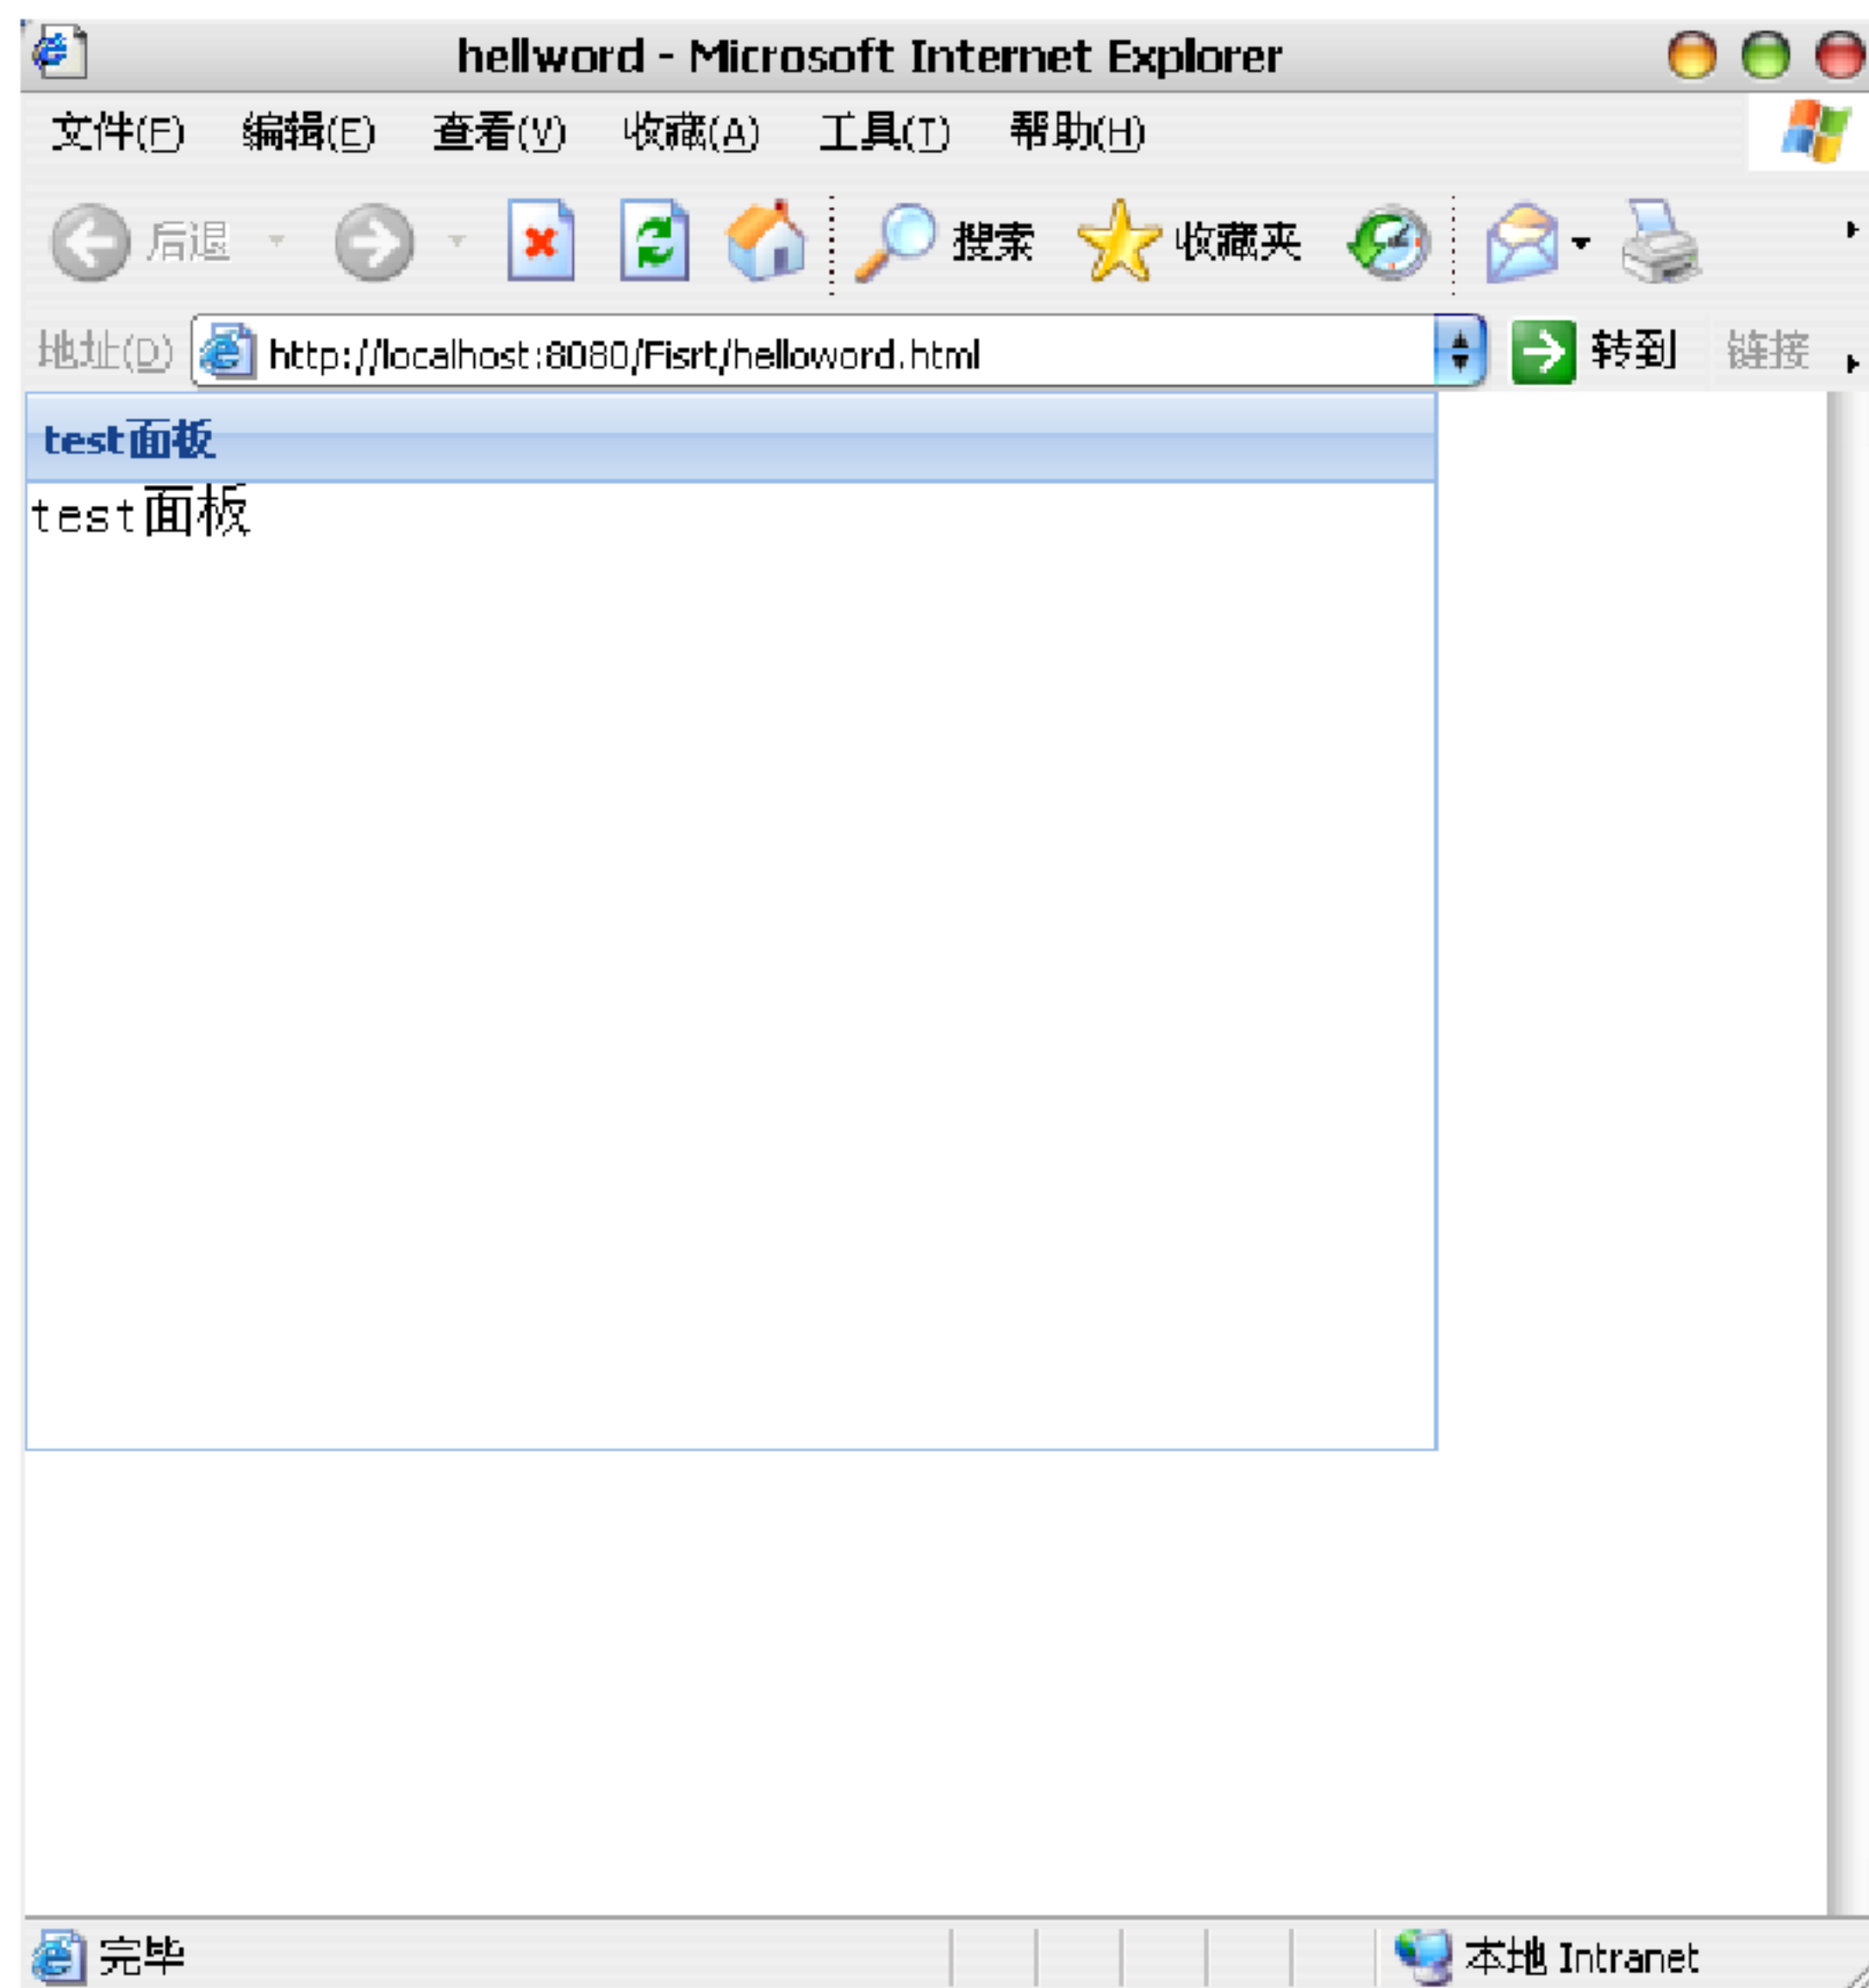 hellword - Microsoft Internet Explorer
文件(F) 编辑(E) 查看(V) 收藏(A) 工具(T) 帮助(H)
后退 搜索 收藏夹
地址(D) http://localhost:8080/Fisrt/helloword.html 转到 链接
test面板
test面板
完毕 本地 Intranet